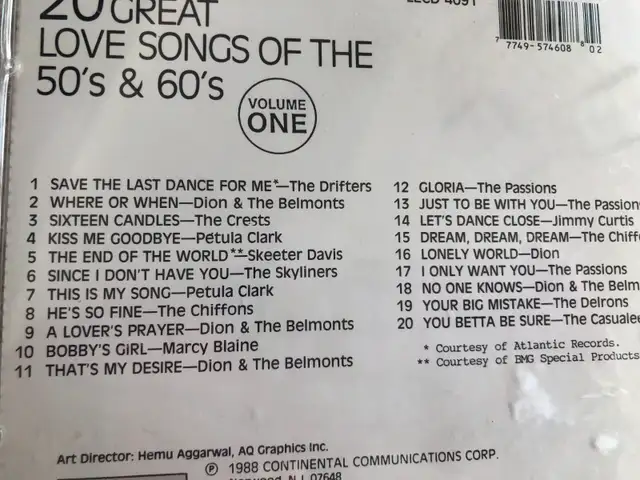 20 GREAT
LOVE SONGS OF THE
50's & 60's
VOLUME
ONE
7 7749-574608 8 02
1 SAVE THE LAST DANCE FOR ME*—The Drifters
2 WHERE OR WHEN—Dion & The Belmonts
3 SIXTEEN CANDLES—The Crests
4 KISS ME GOODBYE—Petula Clark
5 THE END OF THE WORLD**—Skeeter Davis
6 SINCE I DON'T HAVE YOU—The Skyliners
7 THIS IS MY SONG—Petula Clark
8 HE'S SO FINE—The Chiffons
9 A LOVER'S PRAYER—Dion & The Belmonts
10 BOBBY'S GIRL—Marcy Blaine
11 THAT'S MY DESIRE—Dion & The Belmonts
12 GLORIA—The Passions
13 JUST TO BE WITH YOU—The Passion
14 LET'S DANCE CLOSE—Jimmy Curtis
15 DREAM, DREAM, DREAM—The Chiff
16 LONELY WORLD—Dion
17 I ONLY WANT YOU—The Passions
18 NO ONE KNOWS—Dion & The Belm
19 YOUR BIG MISTAKE—The Delrons
20 YOU BETTA BE SURE—The Casuale
* Courtesy of Atlantic Records.
** Courtesy of BMG Special Products
Art Director: Hemu Aggarwal, AQ Graphics Inc.
℗ 1988 CONTINENTAL COMMUNICATIONS CORP.
N.J. 07648